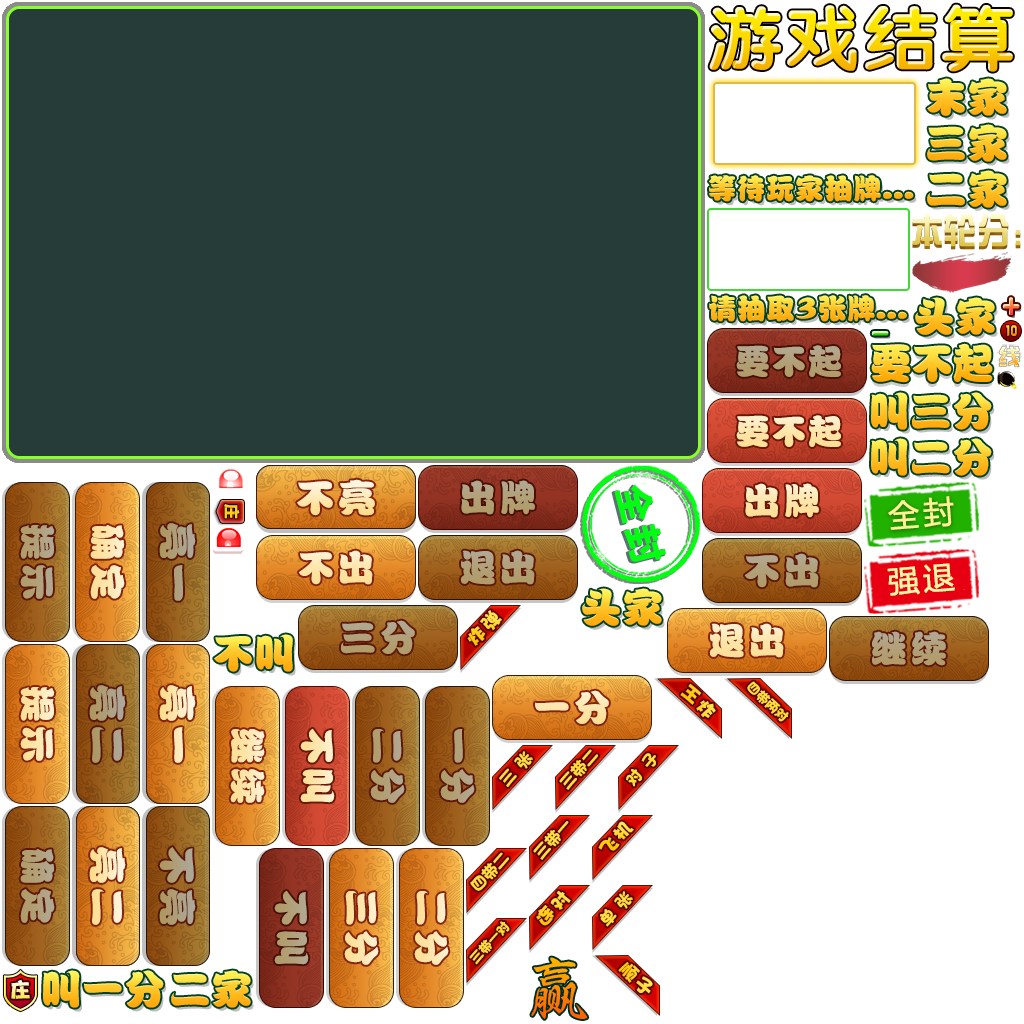 游戏结算
末家
三家
二家
等待玩家抽牌...
本轮分:
请抽取3张牌...
头家
+
10
线
-
要不起
要不起
要不起
叫三分
叫二分
出牌
全封
不出
强退
不亮
出牌
全封
庄
不出
退出
头家
提示
确定
亮一
不叫
三分
炸弹
退出
继续
提示
亮二
亮一
继续
不叫
二分
一分
一分
王炸
四带两对
三张
三带二
对子
三带一
四带二
三带一对
确定
亮二
不亮
不叫
三分
二分
单张
顺子
赢
庄
叫一分
二家